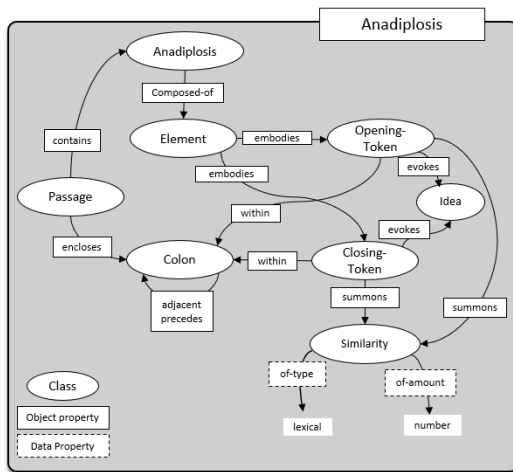 Anadiplosis
Anadiplosis
Composed-of
contains
Element
embodies
Opening-
Token
embodies
evokes
Passage
Idea
within
evokes
encloses
Colon
within
Closing-
Token
adjacent
precedes
summons
summons
Similarity
of-type
of-amount
Class
lexical
number
Object property
Data Property